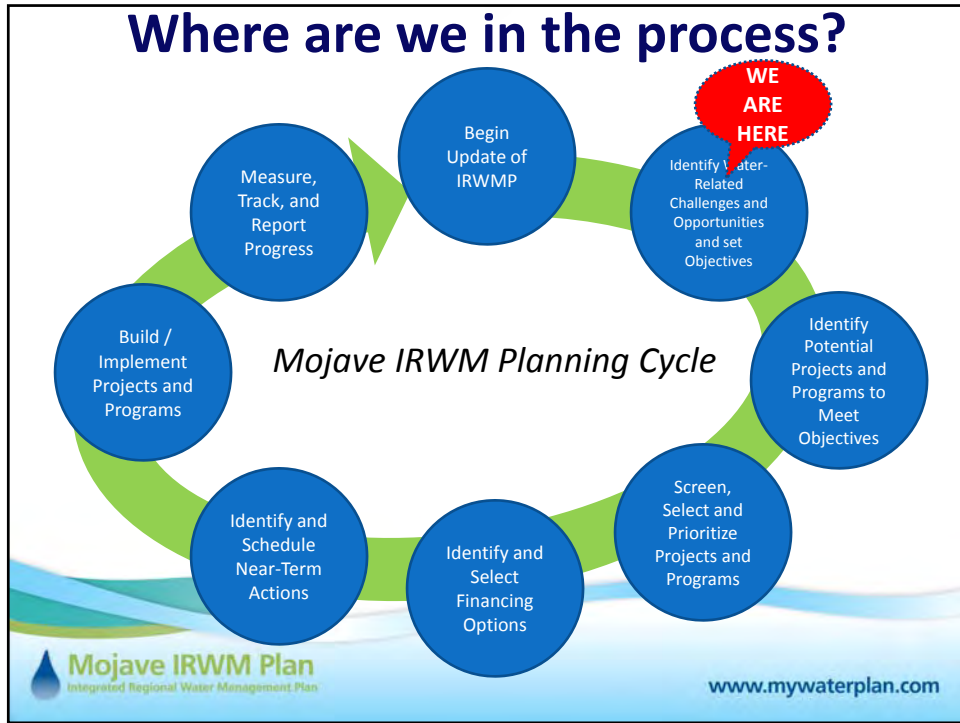 Where are we in the process?
WE
ARE
HERE
Begin
Update of
IRWMP
Identify Water-
Related
Challenges and
Opportunities
and set
Objectives
Identify
Potential
Projects and
Programs to
Meet
Objectives
Screen,
Select and
Prioritize
Projects and
Programs
Identify and
Select
Financing
Options
Identify and
Schedule
Near-Term
Actions
Build /
Implement
Projects and
Programs
Measure,
Track, and
Report
Progress
Mojave IRWM Planning Cycle
Mojave IRWM Plan
Integrated Regional Water Management Plan
www.mywaterplan.com